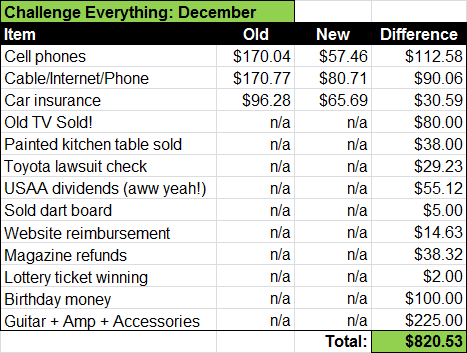 Challenge Everything: December
Item Old New Difference
Cell phones $170.04 $57.46 $112.58
Cable/Internet/Phone $170.77 $80.71 $90.06
Car insurance $96.28 $65.69 $30.59
Old TV Sold! n/a n/a $80.00
Painted kitchen table sold n/a n/a $38.00
Toyota lawsuit check n/a n/a $29.23
USAA dividends (aww yeah!) n/a n/a $55.12
Sold dart board n/a n/a $5.00
Website reimbursement n/a n/a $14.63
Magazine refunds n/a n/a $38.32
Lottery ticket winning n/a n/a $2.00
Birthday money n/a n/a $100.00
Guitar + Amp + Accessories n/a n/a $225.00
Total: $820.53